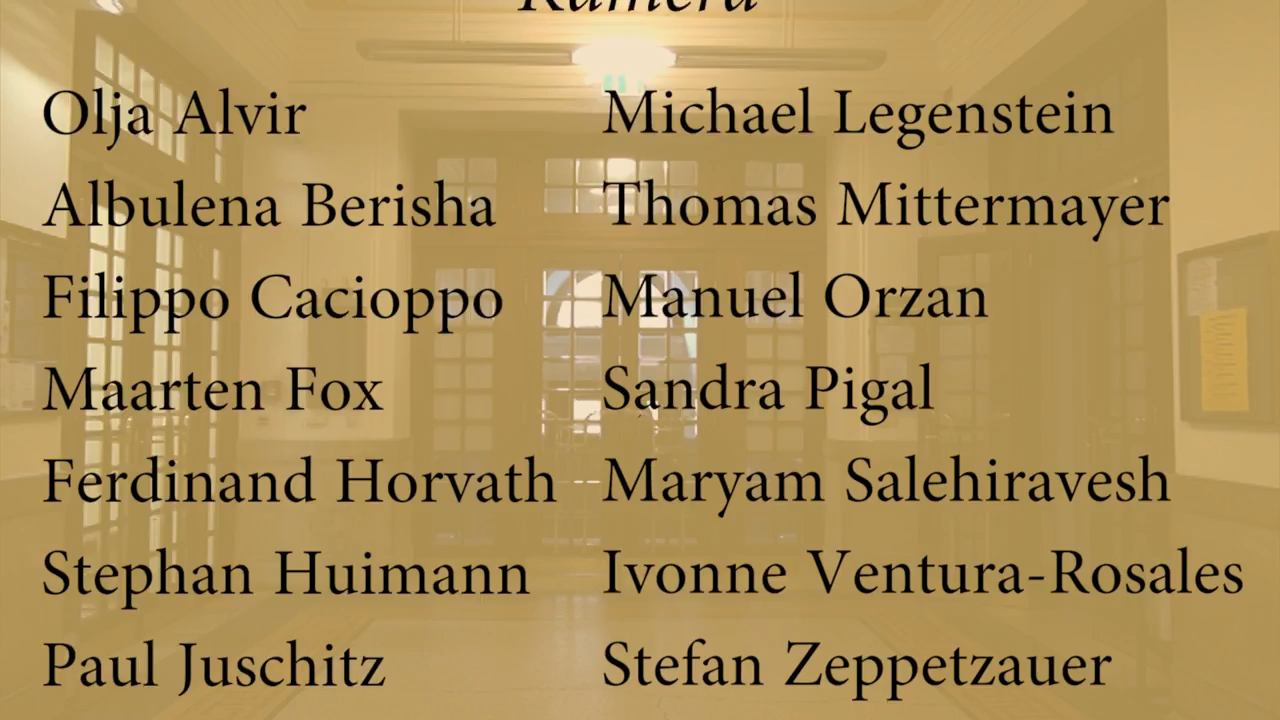 Kamera
Olja Alvir
Albulena Berisha
Filippo Cacioppo
Maarten Fox
Ferdinand Horvath
Stephan Huimann
Paul Juschitz
Michael Legenstein
Thomas Mittermayer
Manuel Orzan
Sandra Pigal
Maryam Salehiravesh
Ivonne Ventura-Rosales
Stefan Zeppetzauer